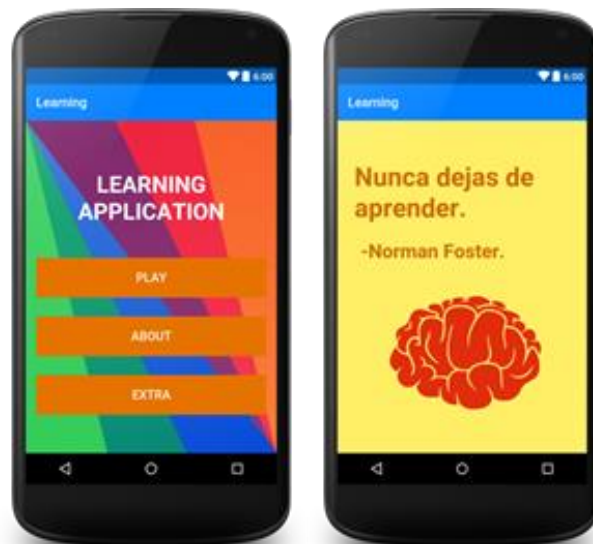 6:00
Learning
LEARNING
APPLICATION
PLAY
ABOUT
EXTRA
6:00
Learning
Nunca dejas de
aprender.
-Norman Foster.